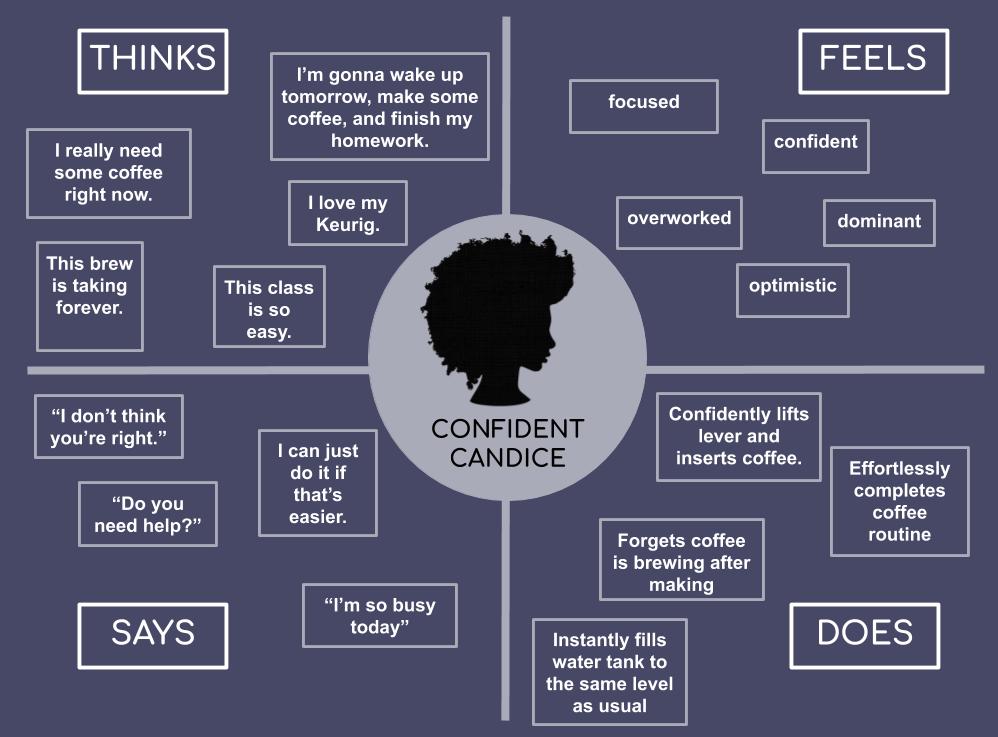 THINKS
I’m gonna wake up
tomorrow, make some
coffee, and finish my
homework.
I really need
some coffee
right now.
I love my
Keurig.
This brew
is taking
forever.
This class
is so
easy.
FEELS
focused
confident
overworked
dominant
optimistic
CONFIDENT
CANDICE
“I don’t think
you’re right.”
I can just
do it if
that’s
easier.
“Do you
need help?”
“I’m so busy
today”
SAYS
Confidently lifts
lever and
inserts coffee.
Effortlessly
completes
coffee
routine
Forgets coffee
is brewing after
making
Instantly fills
water tank to
the same level
as usual
DOES